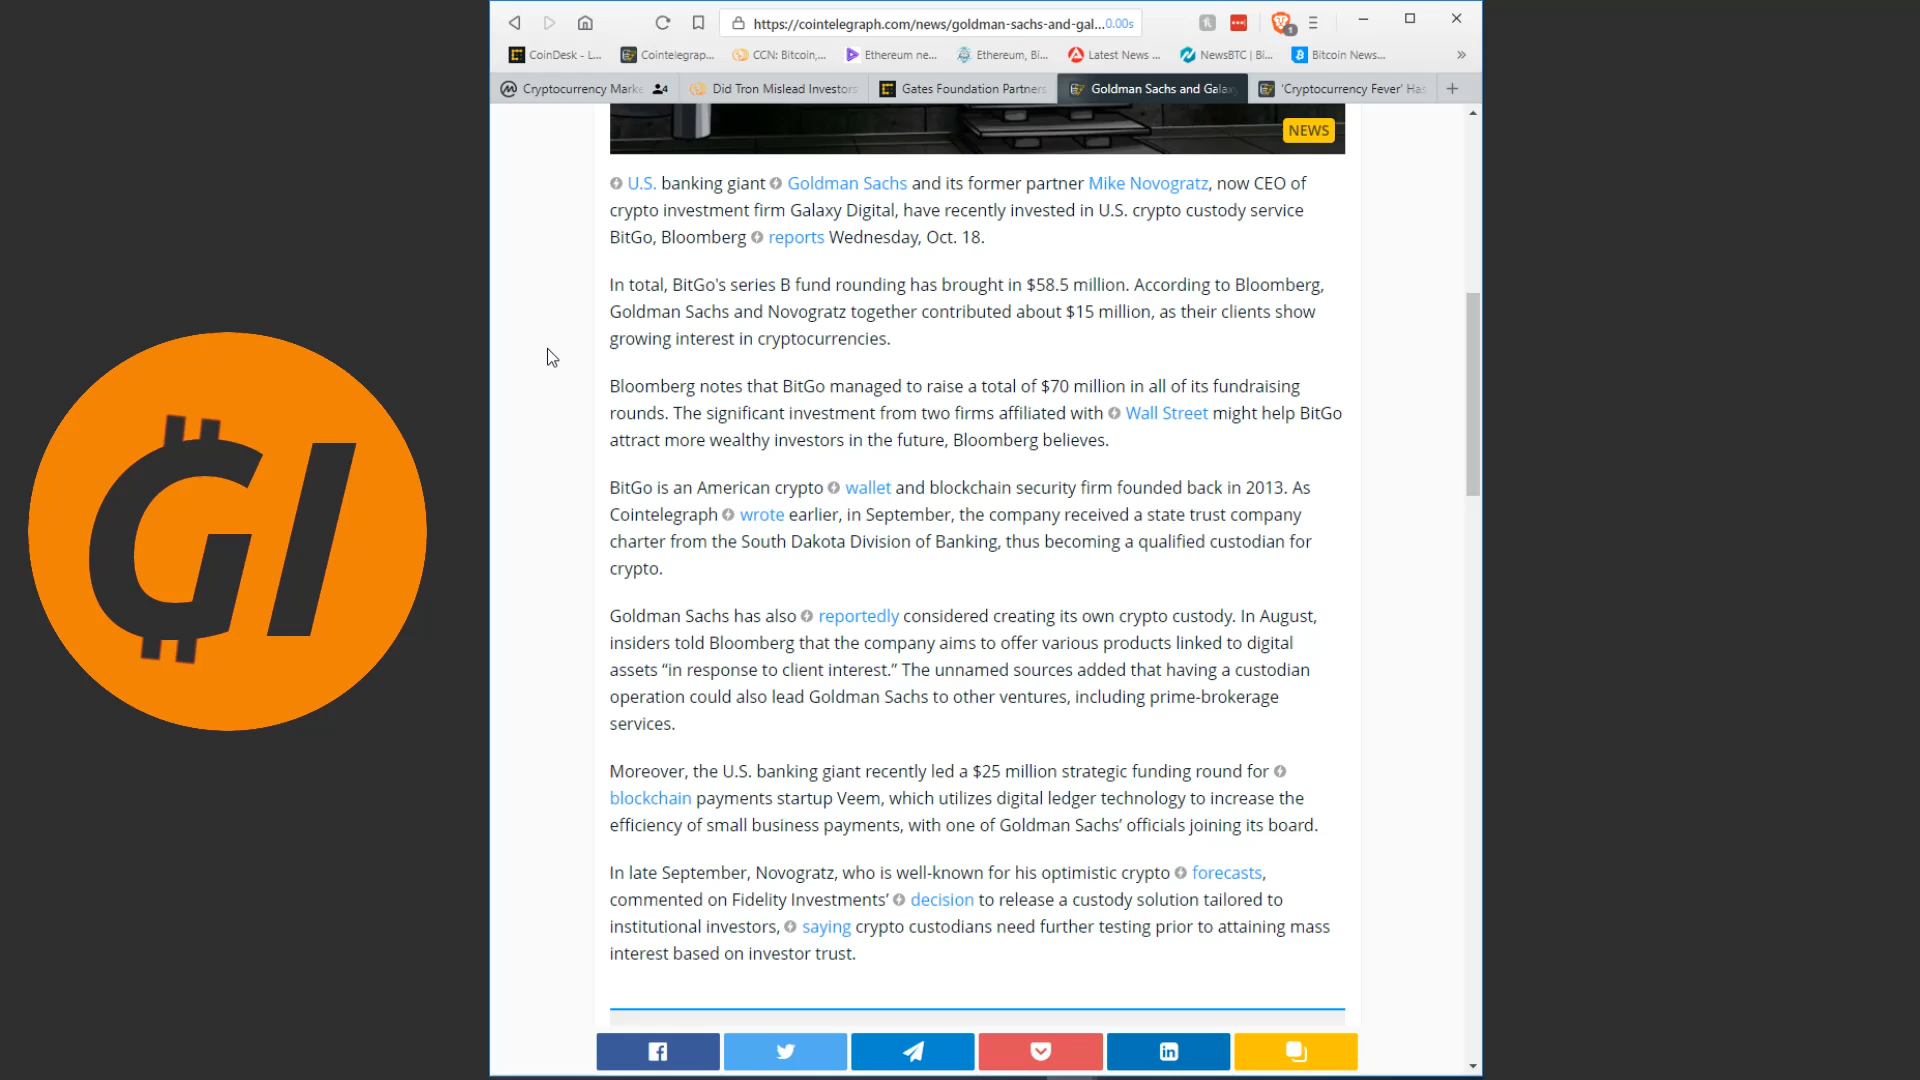 https://cointelegraph.com/news/goldman-sachs-and-gal...0.00s
1
CoinDesk - L...
Cointelegrap...
CCN: Bitcoin,...
Ethereum ne...
Ethereum, Bi...
Latest News ...
NewsBTC | Bi...
Bitcoin News...
»
Cryptocurrency Marke
4
Did Tron Mislead Investors
Gates Foundation Partners
Goldman Sachs and Galax
'Cryptocurrency Fever' Has
NEWS
U.S. banking giant Goldman Sachs and its former partner Mike Novogratz, now CEO of
crypto investment firm Galaxy Digital, have recently invested in U.S. crypto custody service
BitGo, Bloomberg reports Wednesday, Oct. 18.
In total, BitGo's series B fund rounding has brought in $58.5 million. According to Bloomberg,
Goldman Sachs and Novogratz together contributed about $15 million, as their clients show
growing interest in cryptocurrencies.
Bloomberg notes that BitGo managed to raise a total of $70 million in all of its fundraising
rounds. The significant investment from two firms affiliated with Wall Street might help BitGo
attract more wealthy investors in the future, Bloomberg believes.
BitGo is an American crypto wallet and blockchain security firm founded back in 2013. As
Cointelegraph wrote earlier, in September, the company received a state trust company
charter from the South Dakota Division of Banking, thus becoming a qualified custodian for
crypto.
Goldman Sachs has also reportedly considered creating its own crypto custody. In August,
insiders told Bloomberg that the company aims to offer various products linked to digital
assets “in response to client interest.” The unnamed sources added that having a custodian
operation could also lead Goldman Sachs to other ventures, including prime-brokerage
services.
Moreover, the U.S. banking giant recently led a $25 million strategic funding round for
blockchain payments startup Veem, which utilizes digital ledger technology to increase the
efficiency of small business payments, with one of Goldman Sachs’ officials joining its board.
In late September, Novogratz, who is well-known for his optimistic crypto forecasts,
commented on Fidelity Investments’ decision to release a custody solution tailored to
institutional investors, saying crypto custodians need further testing prior to attaining mass
interest based on investor trust.
GI